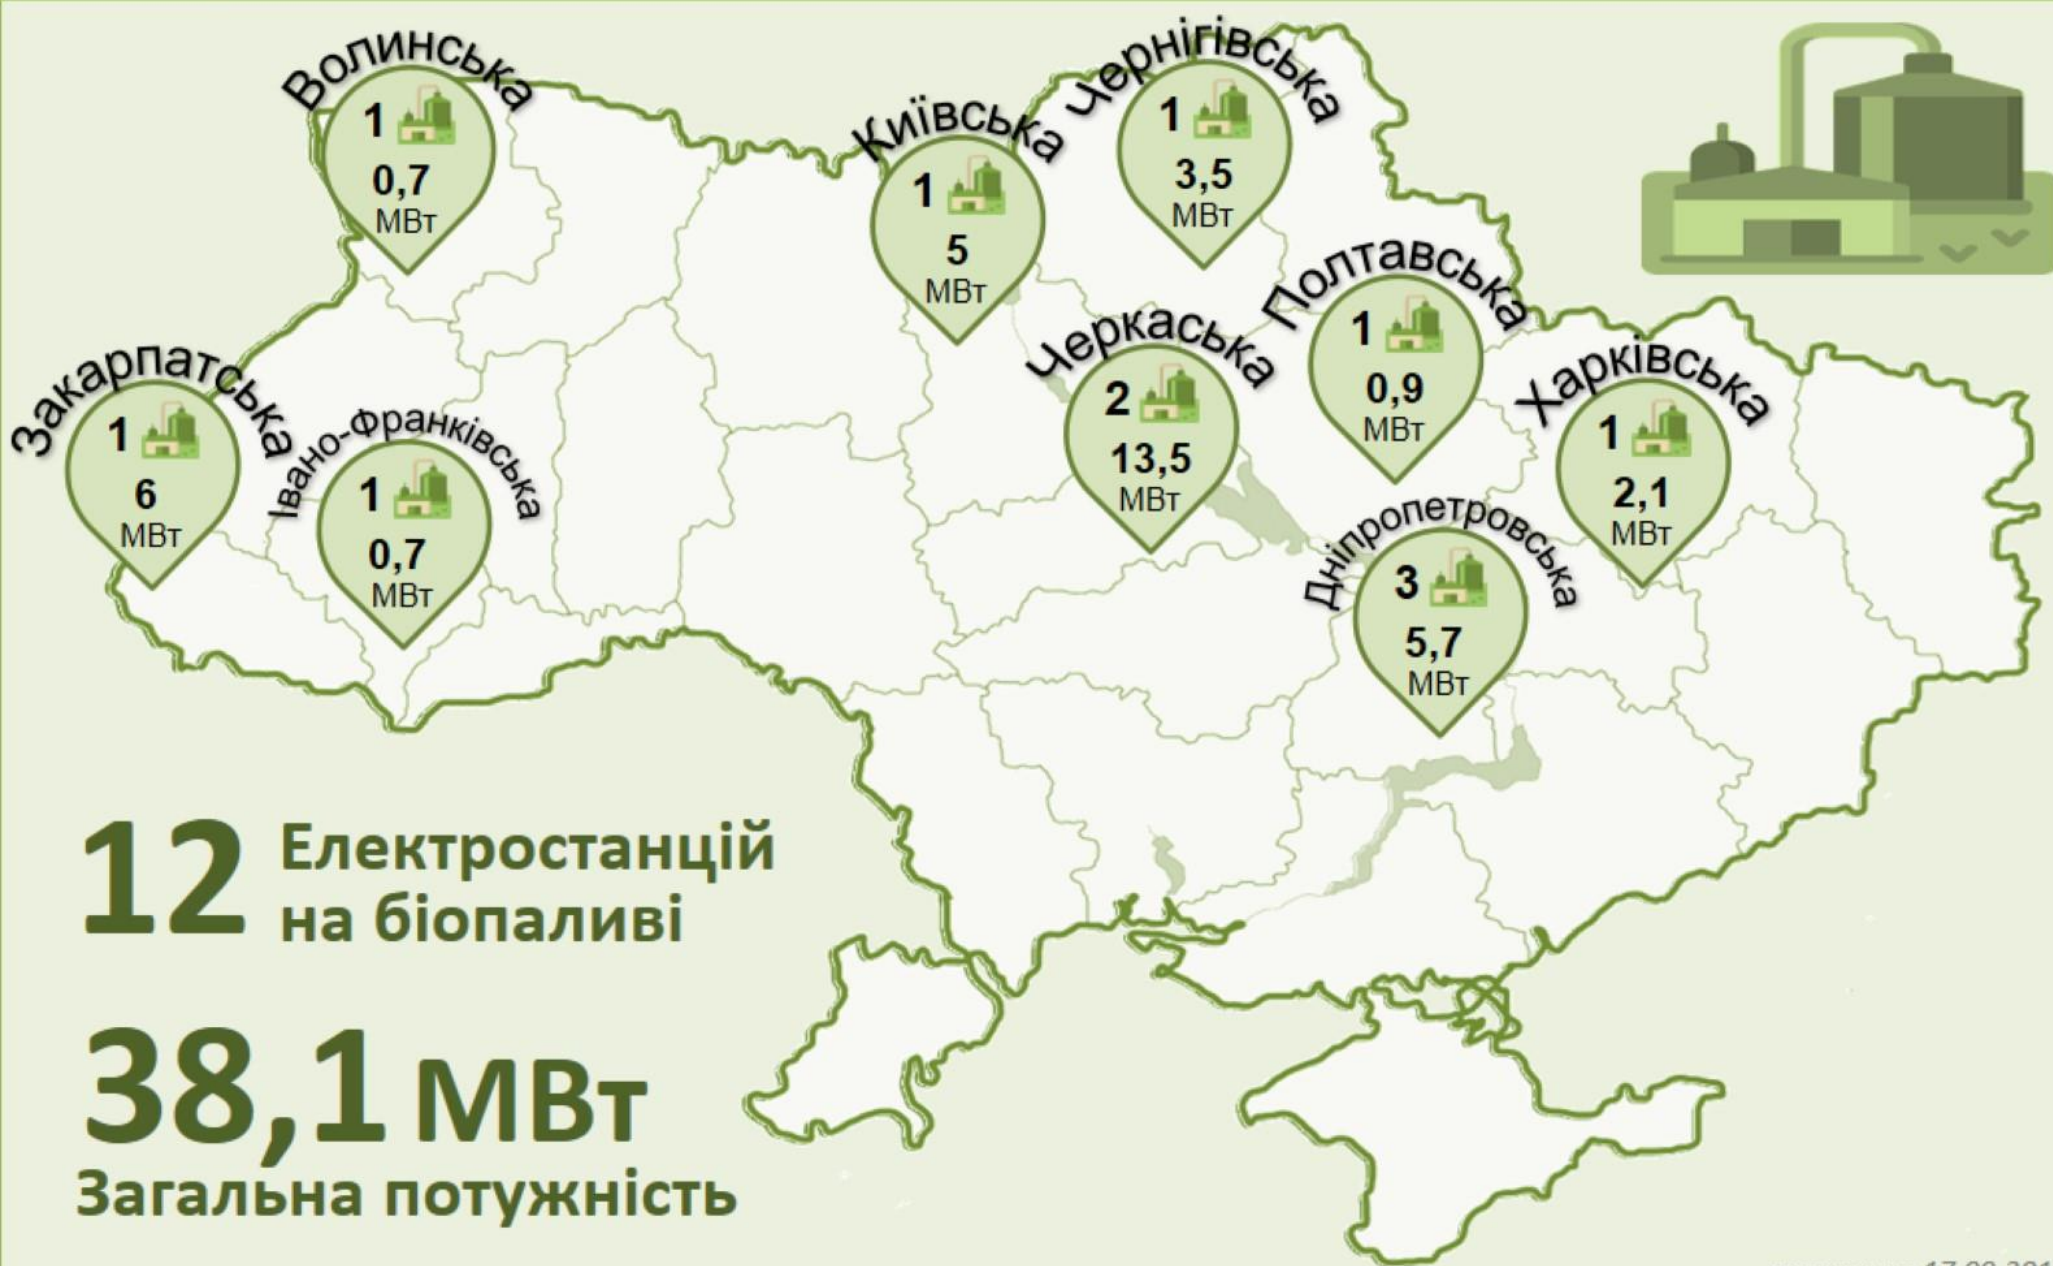 Волинська
1
0,7
МВт
Київська
1
5
МВт
Чернігівська
1
3,5
МВт
Закарпатська
1
6
МВт
Івано-Франківська
1
0,7
МВт
Черкаська
2
13,5
МВт
Полтавська
1
0,9
МВт
Харківська
1
2,1
МВт
Дніпропетровська
3
5,7
МВт
12 Електростанцій
на біопаливі
38,1 МВт
Загальна потужність